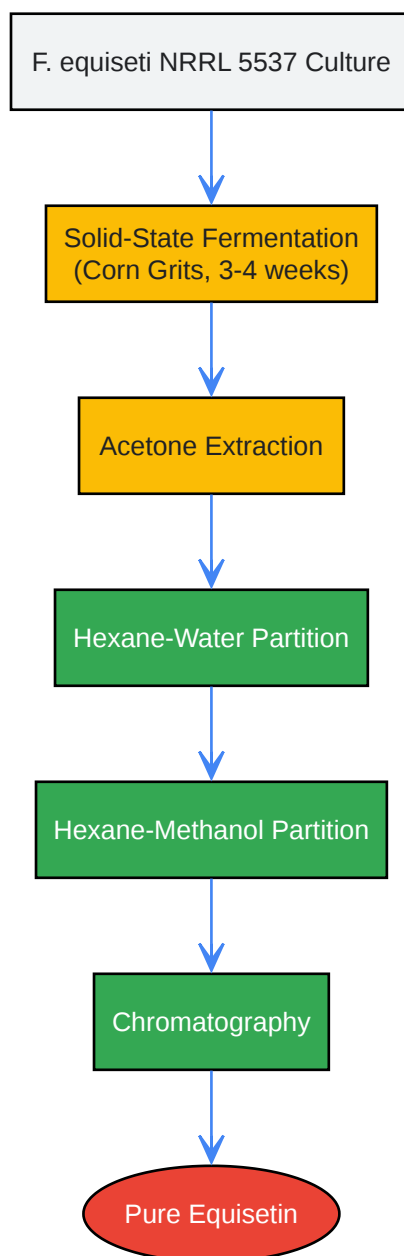 F. equiseti NRRL 5537 Culture
Solid-State Fermentation
(Corn Grits, 3-4 weeks)
Acetone Extraction
Hexane-Water Partition
Hexane-Methanol Partition
Chromatography
Pure Equisetin